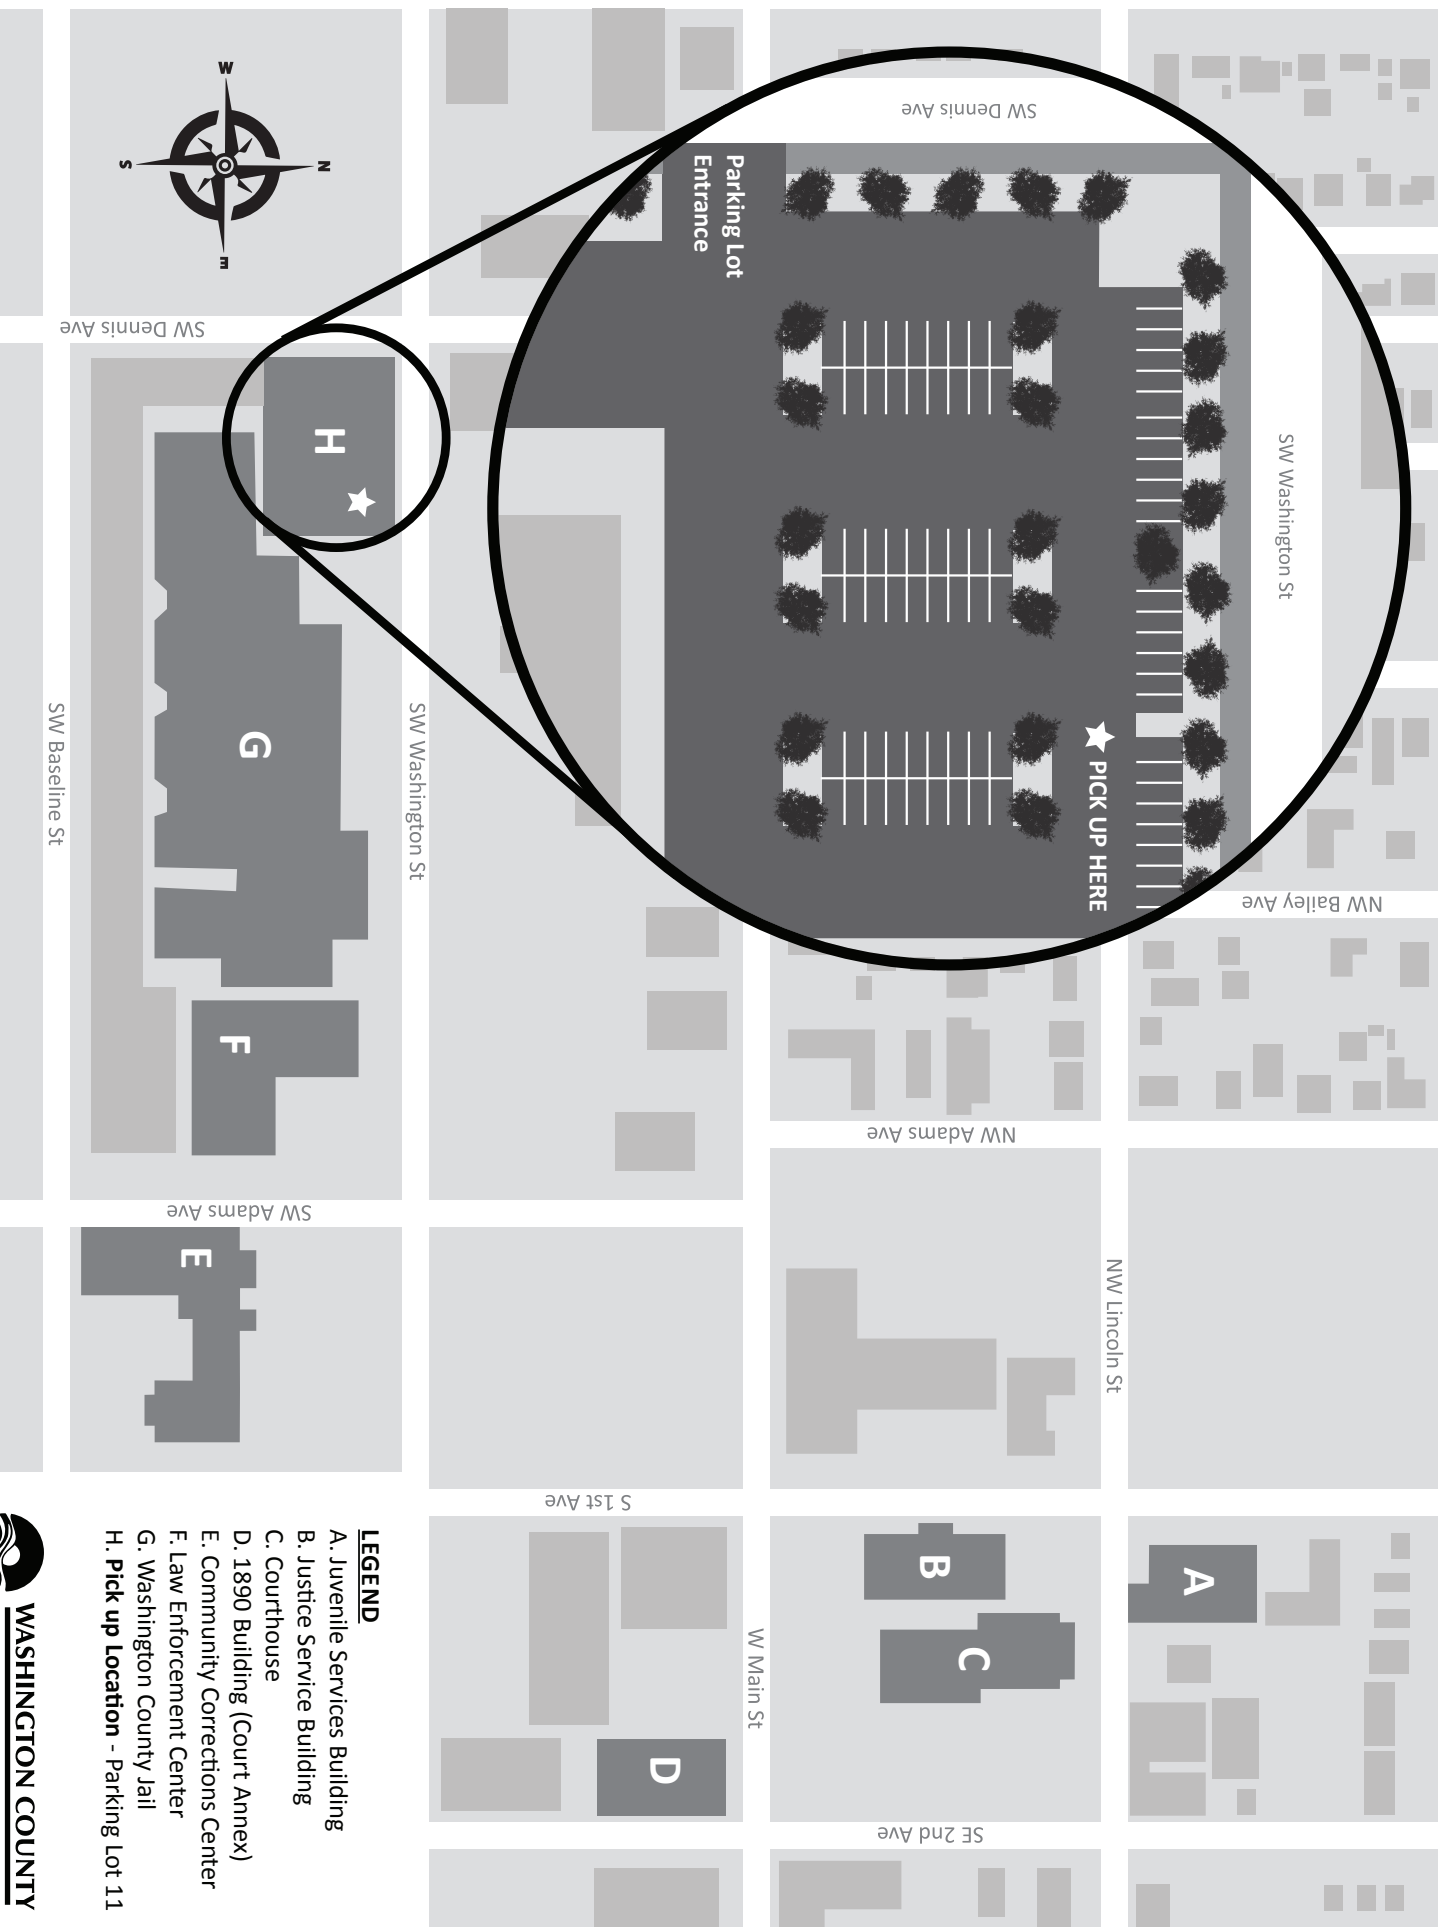 W
N
S
E
SW Dennis Ave
SW Dennis Ave
Parking Lot
Entrance
SW Washington St
PICK UP HERE
H
G
F
E
SW Baseline St
SW Washington St
NW Bailey Ave
NW Adams Ave
SW Adams Ave
NW Lincoln St
S 1st Ave
A
B
C
D
W Main St
SE 2nd Ave
LEGEND
A. Juvenile Services Building
B. Justice Service Building
C. Courthouse
D. 1890 Building (Court Annex)
E. Community Corrections Center
F. Law Enforcement Center
G. Washington County Jail
H. Pick up Location - Parking Lot 11
WASHINGTON COUNTY